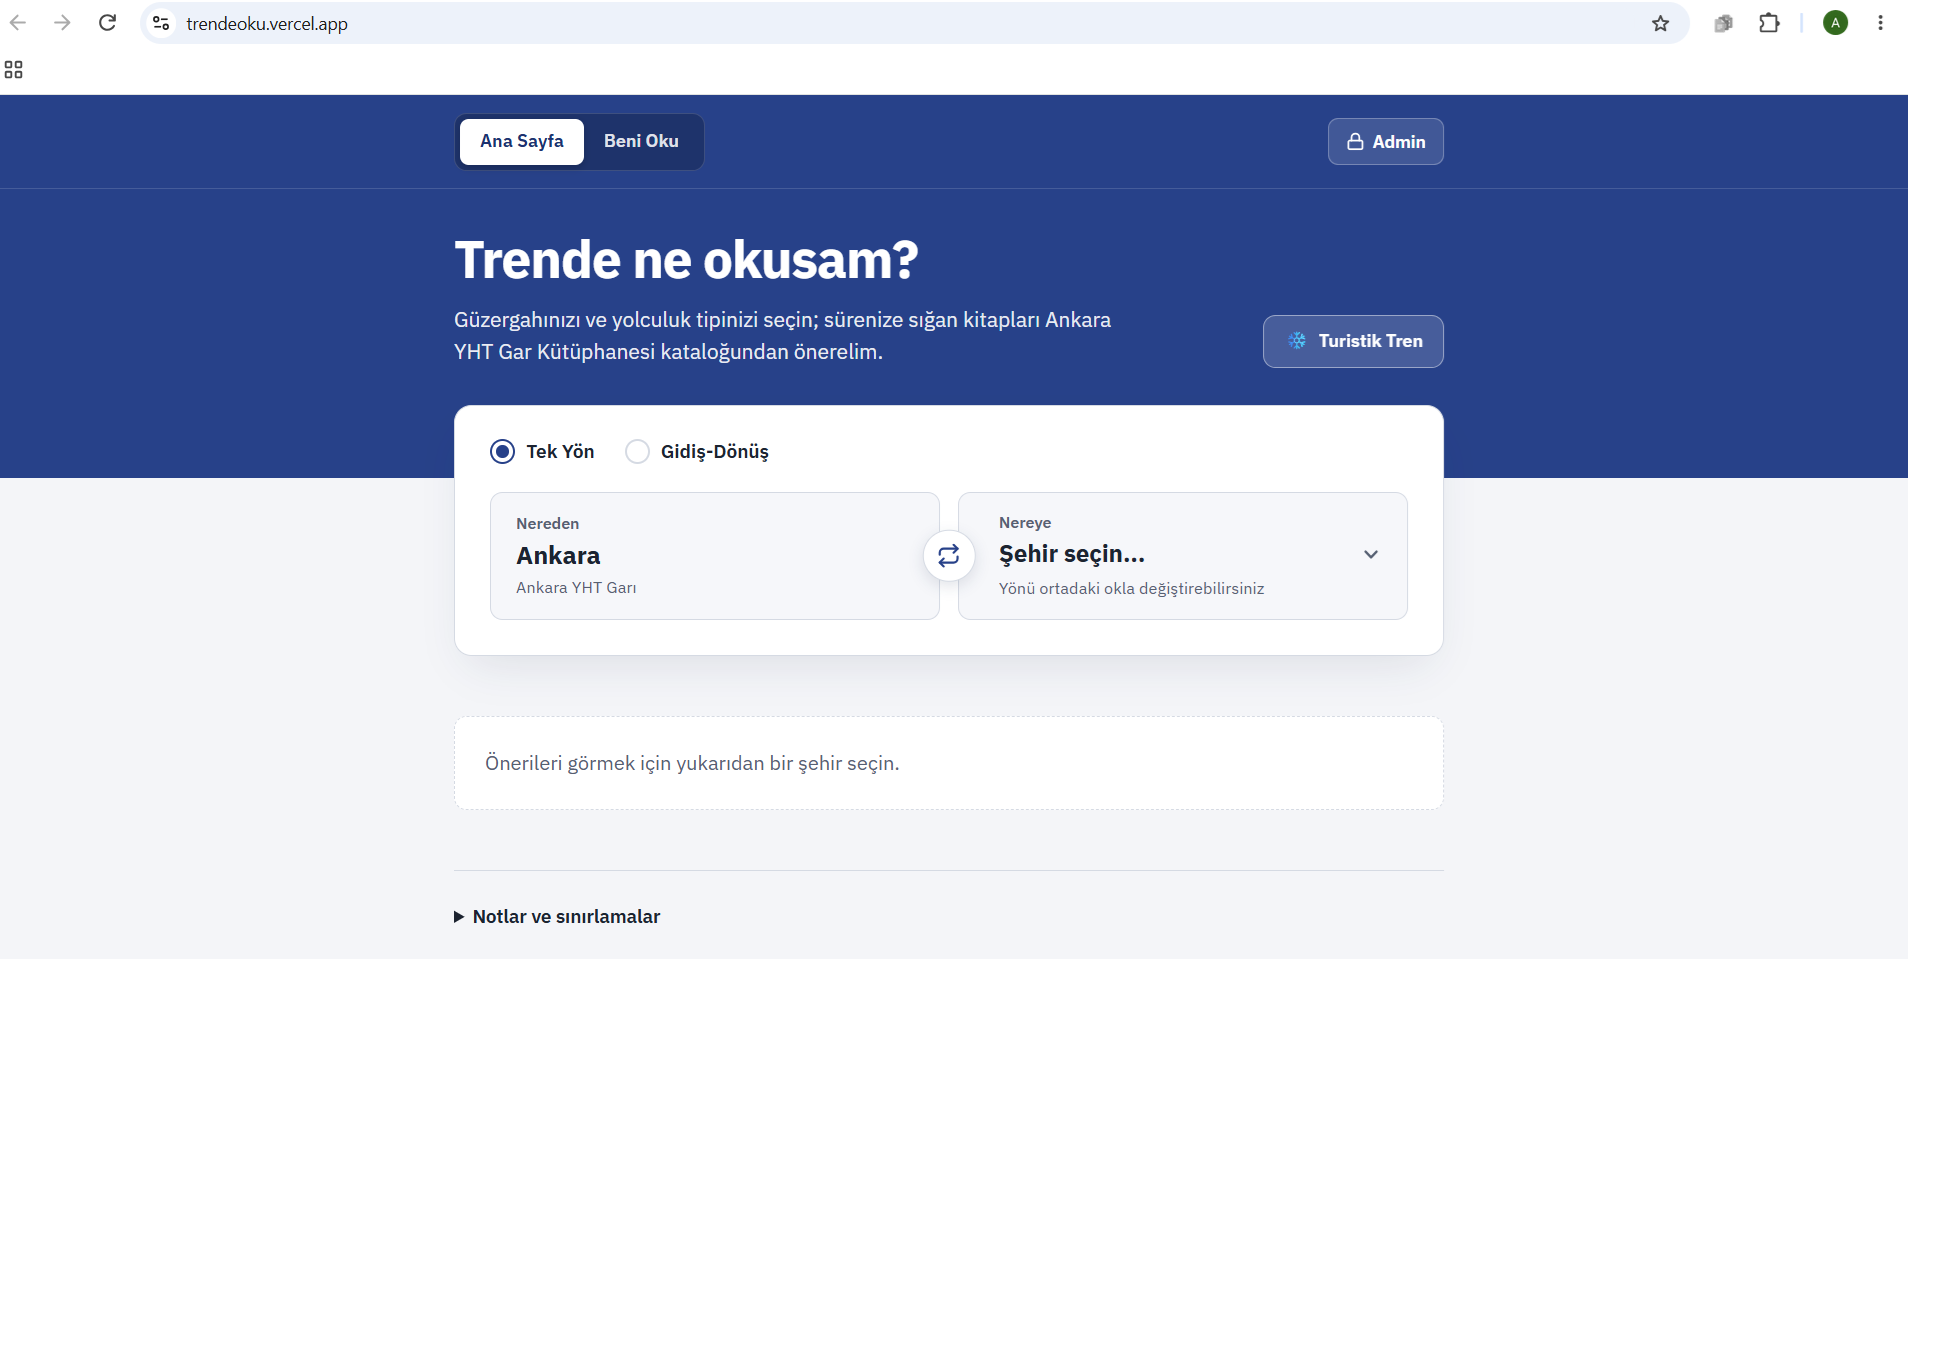 trendeoku.vercel.app
A
Ana Sayfa
Beni Oku
Admin
Trende ne okusam?
Güzergahınızı ve yolculuk tipinizi seçin; sürenize sığan kitapları Ankara
YHT Gar Kütüphanesi kataloğundan önerelim.
Turistik Tren
Tek Yön
Gidiş-Dönüş
Nereden
Ankara
Ankara YHT Garı
Nereye
Şehir seçin...
Yönü ortadaki okla değiştirebilirsiniz
Önerileri görmek için yukarıdan bir şehir seçin.
Notlar ve sınırlamalar